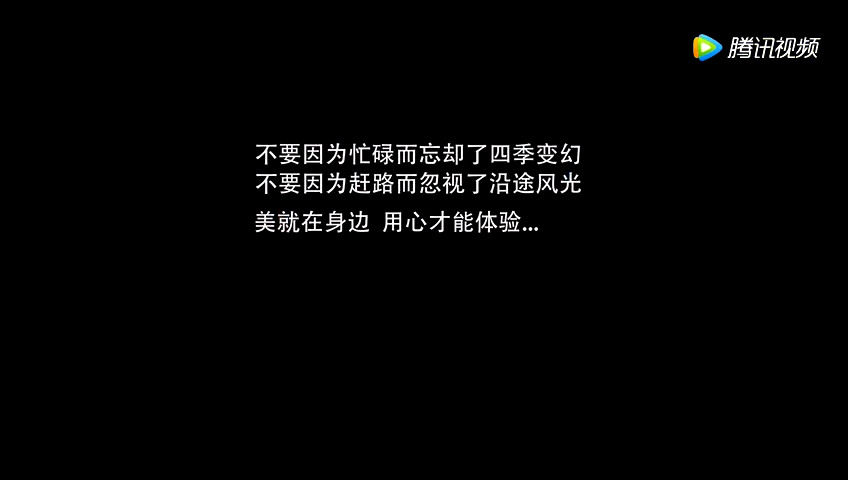 腾讯视频
不要因为忙碌而忘却了四季变幻
不要因为赶路而忽视了沿途风光
美就在身边 用心才能体验...